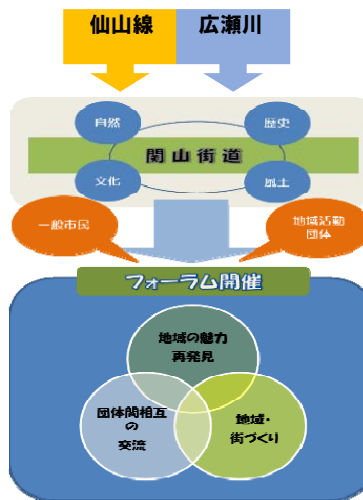 仙山線
広瀬川
自然
歴史
関山街道
文化
風土
一般市民
地域活動
団体
フォーラム開催
地域の魅力
再発見
団体間相互
の
交流
地域・
街づくり